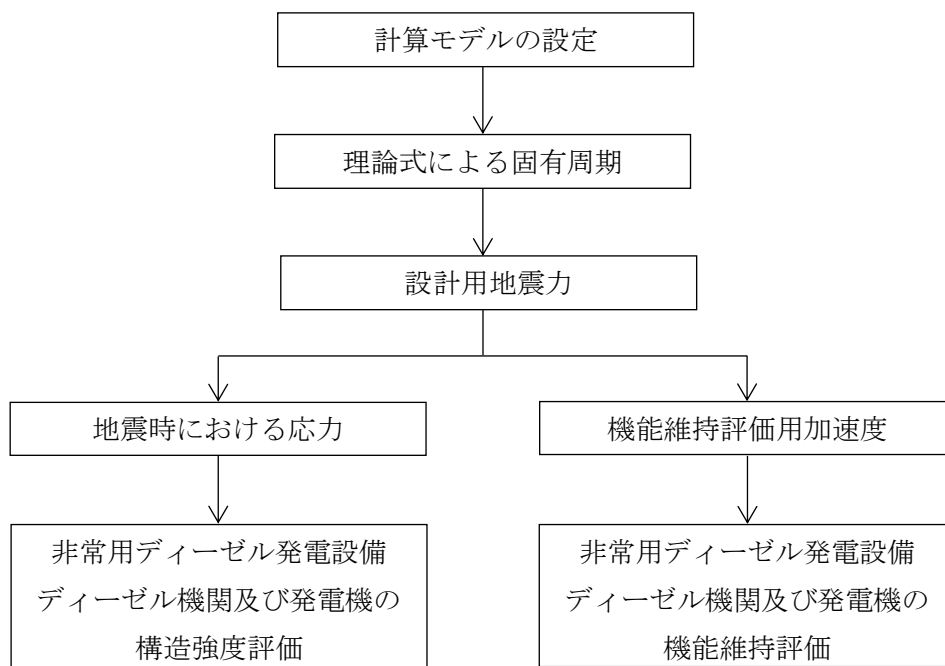 計算モデルの設定
理論式による固有周期
設計用地震力
地震時における応力
機能維持評価用加速度
非常用ディーゼル発電設備
ディーゼル機関及び発電機の
構造強度評価
非常用ディーゼル発電設備
ディーゼル機関及び発電機の
機能維持評価